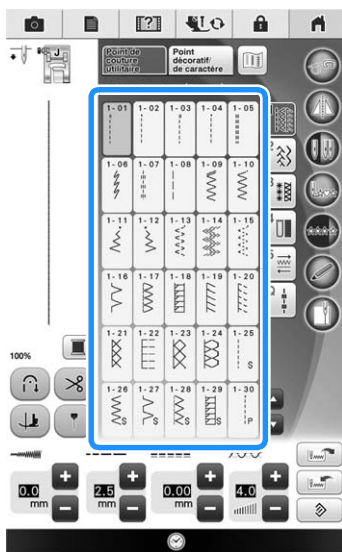 J
Point de
couture
utilitaire
Point
décoratif/
de caractère
1-01 1-02 1-03 1-04 1-05
1-06 1-07 1-08 1-09 1-10
1-11 1-12 1-13 1-14 1-15
1-16 1-17 1-18 1-19 1-20
1-21 1-22 1-23 1-24 1-25
S
1-26 1-27 1-28 1-29 1-30
S S S S P
100%
0.0 2.5 0.00 4.0
mm mm mm